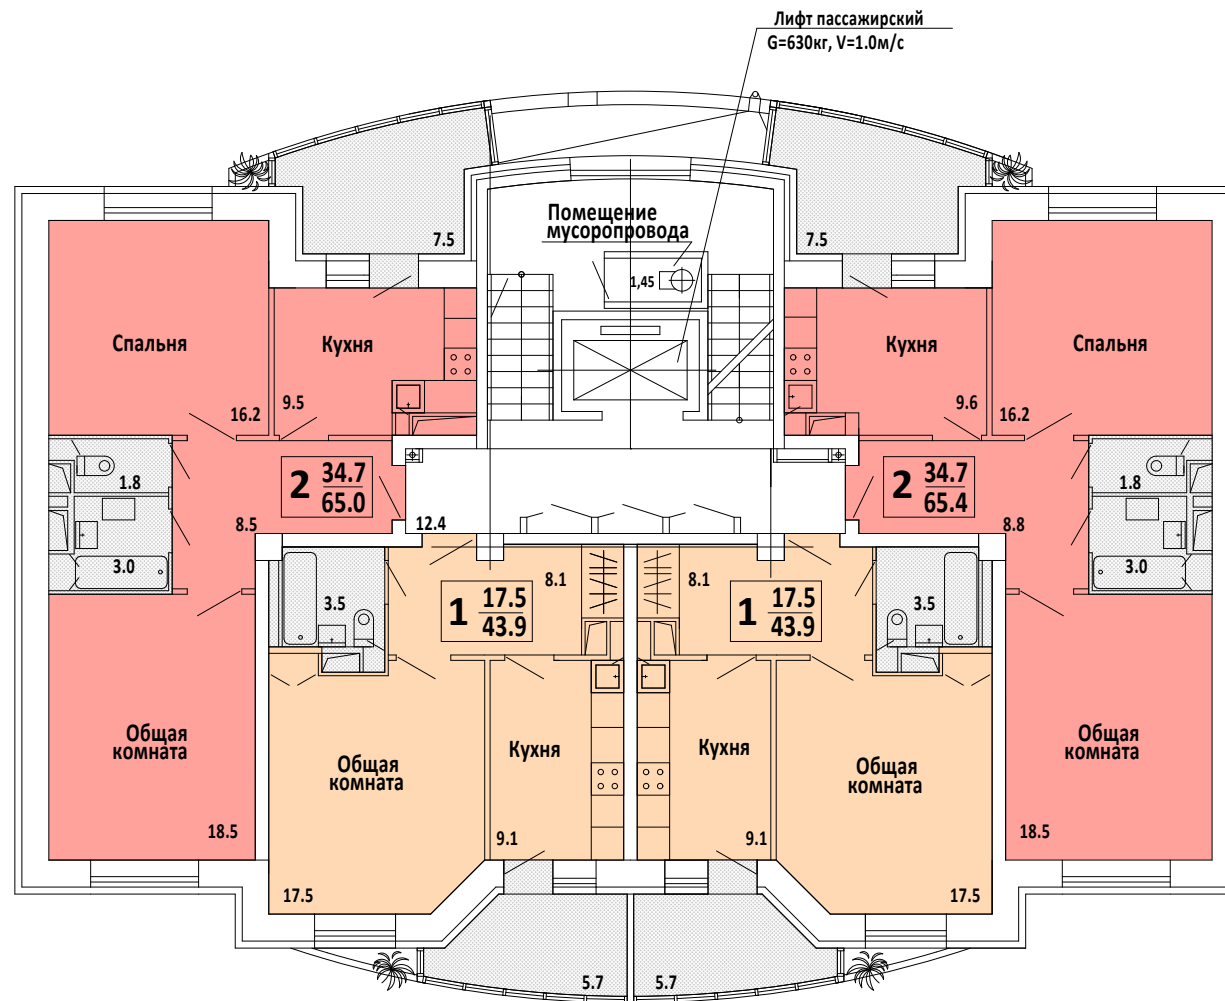 Лифт пассажирский
G=630кг, V=1.0м/с
Помещение
мусоропровода
7.5
7.5
1,45
Спальня
Кухня
Кухня
Спальня
16.2
9.5
9.6
16.2
2 34.7
65.0
2 34.7
65.4
1.8
1.8
8.5
12.4
8.8
3.0
3.0
8.1
8.1
3.5
1 17.5
43.9
1 17.5
43.9
3.5
Общая
комната
Общая
комната
Кухня
Кухня
Общая
комната
Общая
комната
18.5
9.1
9.1
18.5
17.5
17.5
5.7
5.7